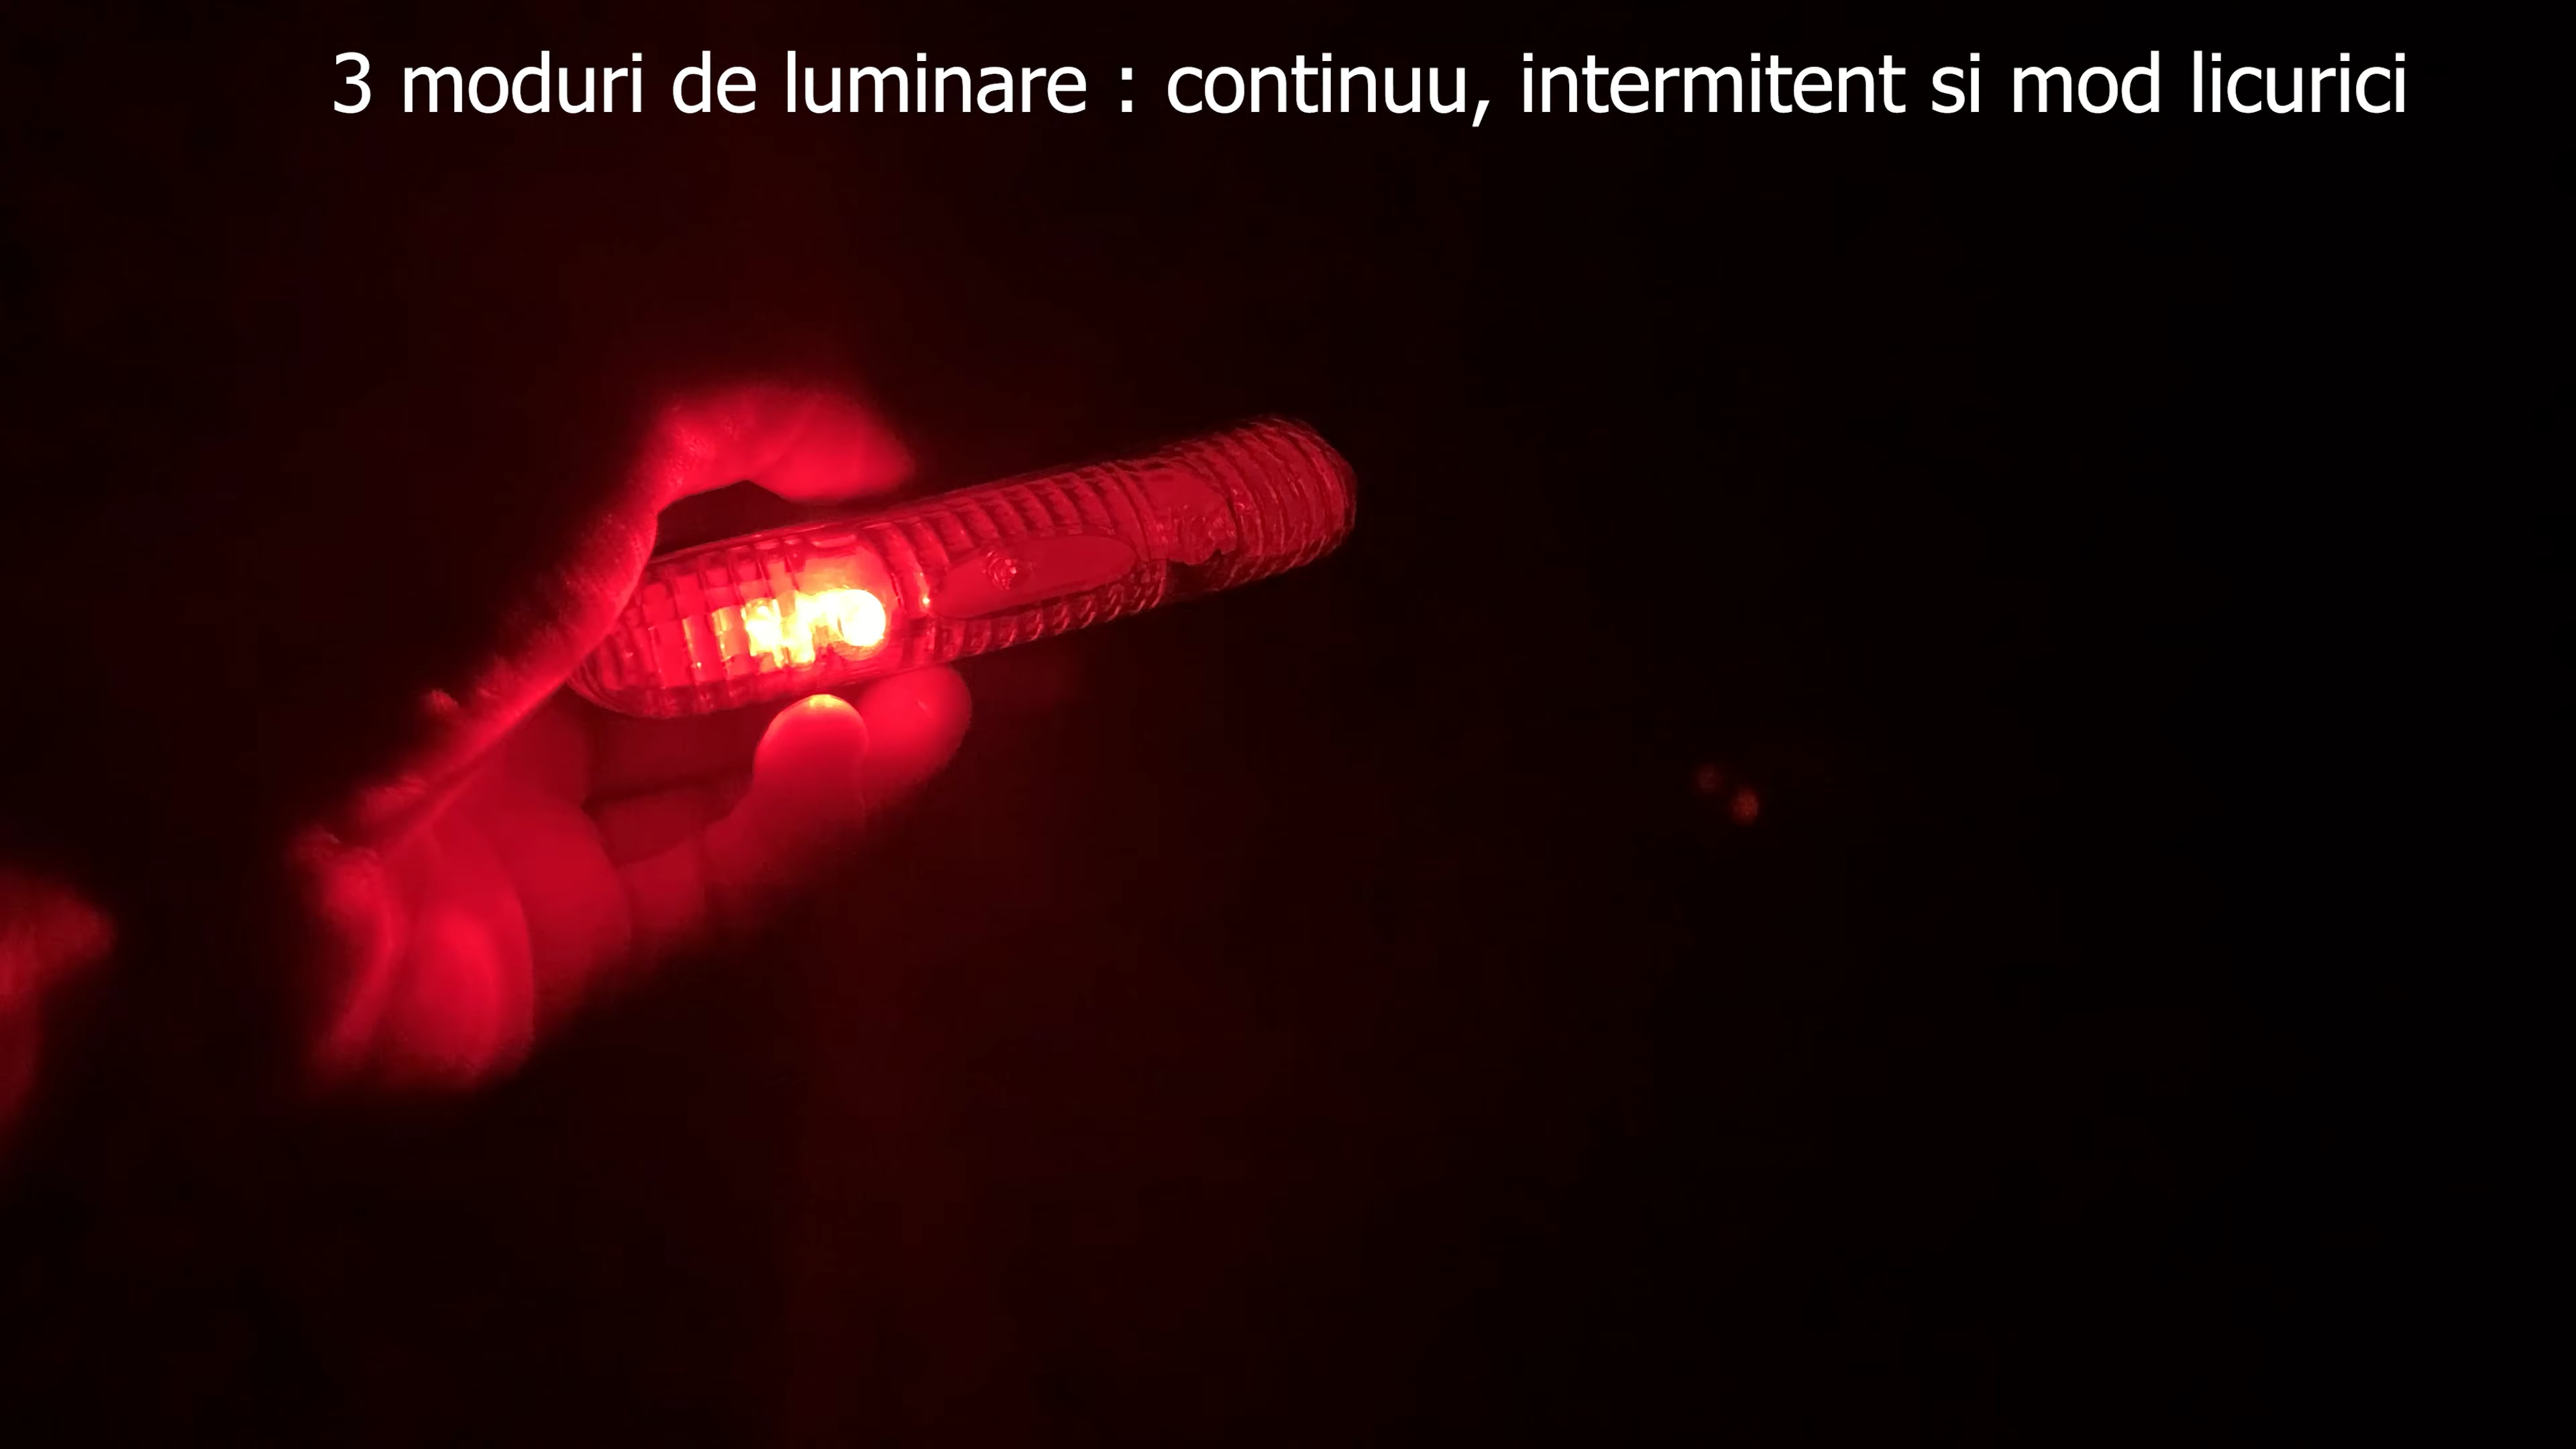 3 moduri de luminare : continuu, intermitent si mod licurici